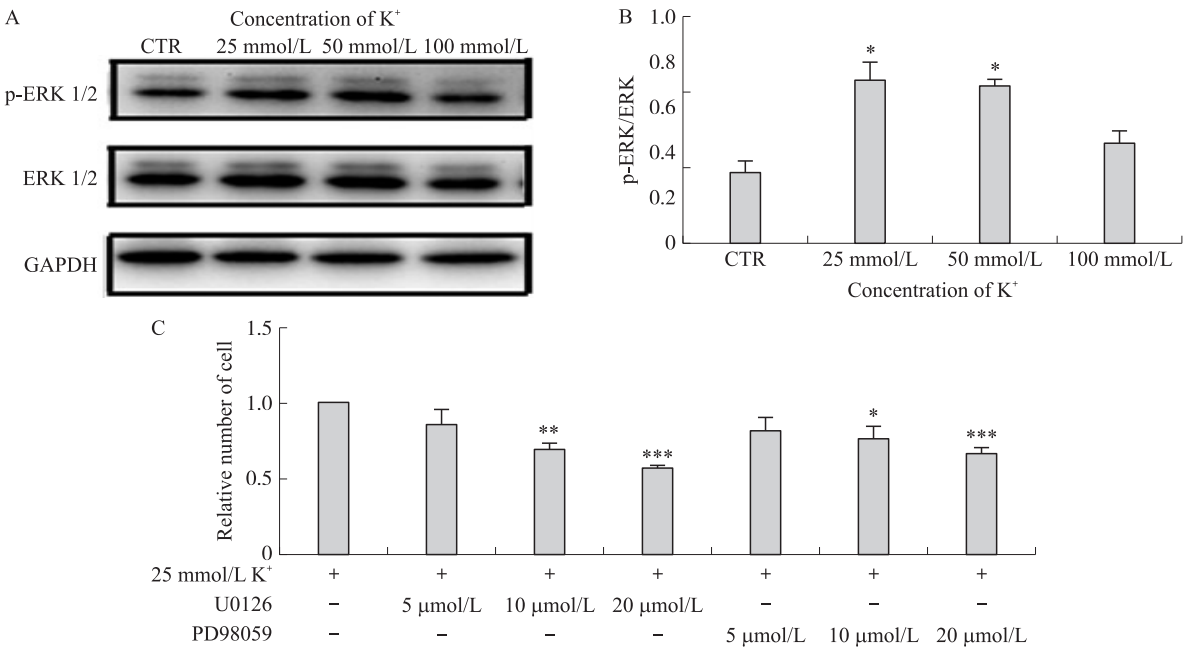 A
Concentration of K⁺
CTR 25 mmol/L 50 mmol/L 100 mmol/L
p-ERK 1/2
ERK 1/2
GAPDH
B
p-ERK/ERK
1.0
0.8
0.6
0.4
0.2
0
* *
CTR 25 mmol/L 50 mmol/L 100 mmol/L
Concentration of K⁺
C
Relative number of cell
1.5
1.0
0.5
0
** *** * ***
25 mmol/L K⁺ + + + + + + +
U0126 – 5 μmol/L 10 μmol/L 20 μmol/L – – –
PD98059 – – – – 5 μmol/L 10 μmol/L 20 μmol/L